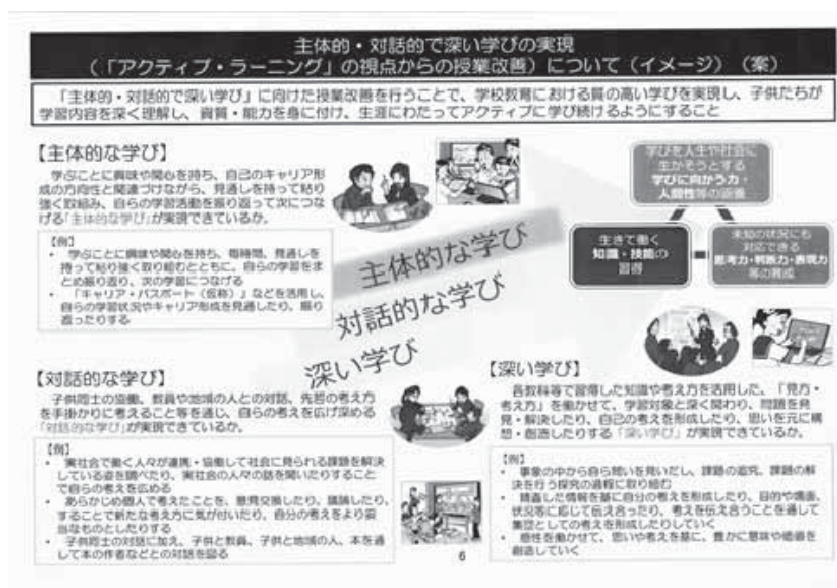 主体的・対話的で深い学びの実現
(「アクティブ・ラーニング」の視点からの授業改善)について(イメージ)(案)
「主体的・対話的で深い学び」に向けた授業改善を行うことで、学校教育における質の高い学びを実現し、子供たちが
学習内容を深く理解し、資質・能力を身に付け、生涯にわたってアクティブに学び続けるようにすること
【主体的な学び】
学ぶことに興味や関心を持ち、自己のキャリア形
成の方向性と関連づけながら、見通しを持って粘り
強く取組み、自らの学習活動を振り返って次につな
げる「主体的な学び」が実現できているか。
【例】
・ 学ぶことに興味や関心を持ち、毎時間、見通しを
持って粘り強く取り組むとともに、自らの学習をま
とめ振り返り、次の学習につなげる
・ 「キャリア・パスポート(仮称)」などを活用し、
自らの学習状況やキャリア形成を見通したり、振り
返ったりする
学びを人生や社会に
生かそうとする
学びに向かう力・
人間性等の涵養
生きて働く
知識・技能の
習得
未知の状況にも
対応できる
思考力・判断力・表現力
等の育成
主体的な学び
対話的な学び
深い学び
【対話的な学び】
子供同士の協働、教員や地域の人との対話、先哲の考え方
を手掛かりに考えること等を通じ、自らの考えを広げ深める
「対話的な学び」が実現できているか。
【例】
・ 実社会で働く人々が連携・協働して社会に見られる課題を解決
している姿を調べたり、実社会の人々の話を聞いたりすること
で自らの考えを広める
・ あらかじめ個人で考えたことを、意見交換したり、議論したり、
することで新たな考え方に気が付いたり、自分の考えをより妥
当なものとしたりする
・ 子供同士の対話に加え、子供と教員、子供と地域の人、本を通
して本の作者などとの対話を図る
【深い学び】
各教科等で習得した知識や考え方を活用した、「見方・
考え方」を働かせて、学習対象と深く関わり、問題を発
見・解決したり、自己の考えを形成したり、思いを元に構
想・創造したりする「深い学び」が実現できているか。
【例】
・ 事象の中から自ら問いを見いだし、課題の追究、課題の解
決を行う探究の過程に取り組む
・ 精査した情報を基に自分の考えを形成したり、目的や場面、
状況等に応じて伝え合ったり、考えを伝え合うことを通して
集団としての考えを形成したりしていく
・ 感性を働かせて、思いや考えを基に、豊かに意味や価値を
創造していく
6